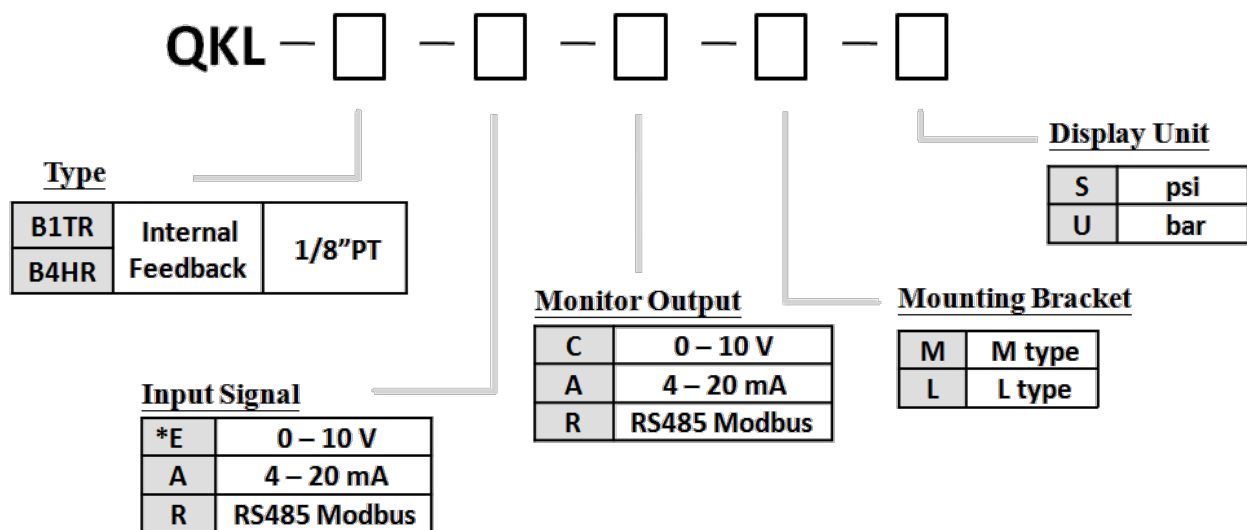 QKL – – – – –
Type
B1TR Internal Feedback 1/8”PT
B4HR
Input Signal
*E 0 – 10 V
A 4 – 20 mA
R RS485 Modbus
Monitor Output
C 0 – 10 V
A 4 – 20 mA
R RS485 Modbus
Mounting Bracket
M M type
L L type
Display Unit
S psi
U bar